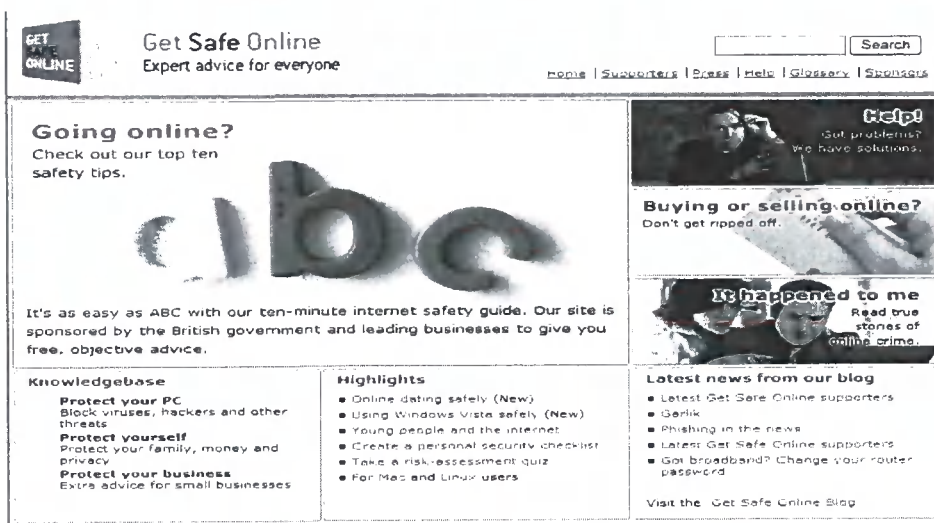 GET
SAFE
ONLINE
Get Safe Online
Expert advice for everyone
Search
Home | Supporters | Press | Help | Glossary | Sponsors
Going online?
Check out our top ten
safety tips.
abc
It's as easy as ABC with our ten-minute internet safety guide. Our site is
sponsored by the British government and leading businesses to give you
free, objective advice.
Help!
Got problems?
We have solutions.
Buying or selling online?
Don't get ripped off.
It happened to me
Read true
stories of
online crime.
Knowledgebase
Protect your PC
Block viruses, hackers and other
threats
Protect yourself
Protect your family, money and
privacy
Protect your business
Extra advice for small businesses
Highlights
Online dating safely (New)
Using Windows Vista safely (New)
Young people and the internet
Create a personal security checklist
Take a risk-assessment quiz
For Mac and Linux users
Latest news from our blog
Latest Get Safe Online supporters
Garlik
Phishing in the news
Latest Get Safe Online supporters
Got broadband? Change your router
password
Visit the Get Safe Online Blog